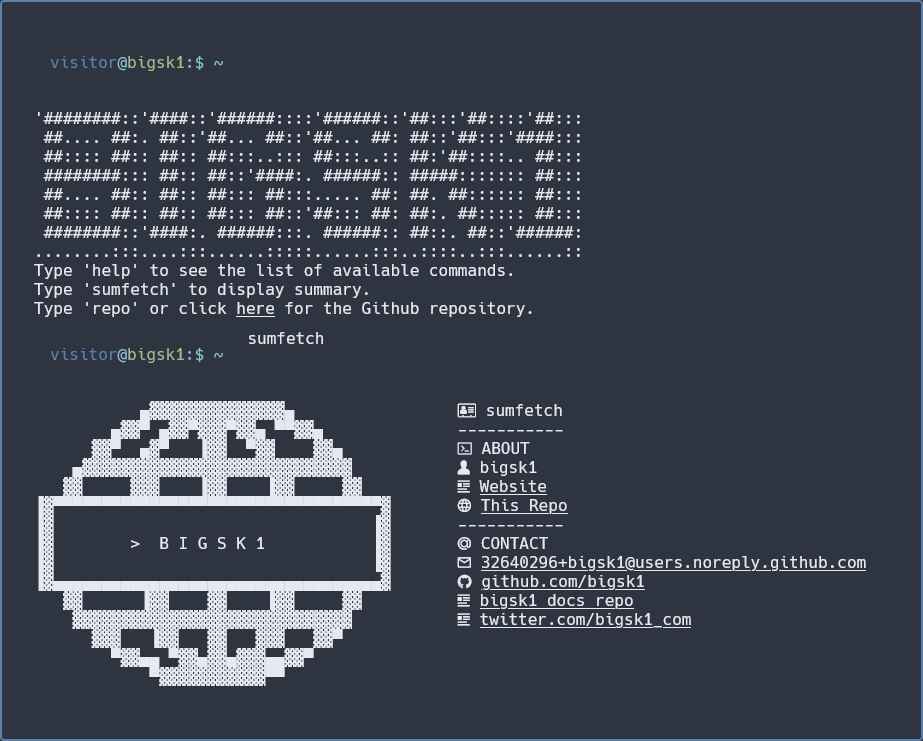 visitor@bigsk1:$ ~
'########::'####::'######::::'######::'##:::'##::::'##:::
 ##.... ##:. ##::'##... ##::'##... ##: ##::'##:::'####:::
 ##:::: ##:: ##:: ##:::..::: ##:::..:: ##:'##::::.. ##:::
 ########::: ##:: ##::'####:. ######:: #####::::::: ##:::
 ##.... ##:: ##:: ##::: ##:::..... ##: ##. ##:::::: ##:::
 ##:::: ##:: ##:: ##::: ##::'##::: ##: ##:. ##::::: ##:::
 ########::'####:. ######:::. ######:: ##::. ##::'######:
........:::....:::......:::::......:::..::::..:::......::
Type 'help' to see the list of available commands.
Type 'sumfetch' to display summary.
Type 'repo' or click here for the Github repository.
visitor@bigsk1:$ ~ sumfetch
> B I G S K 1
sumfetch
-----------
ABOUT
bigsk1
Website
This Repo
-----------
CONTACT
32640296+bigsk1@users.noreply.github.com
github.com/bigsk1
bigsk1 docs repo
twitter.com/bigsk1_com